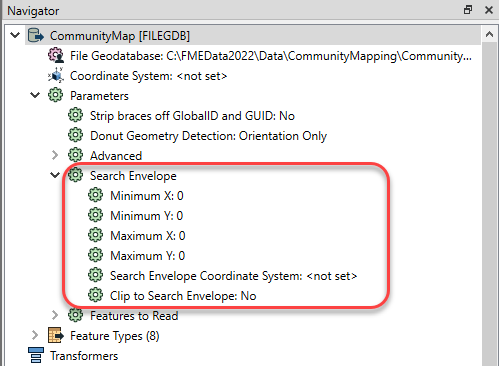 Navigator
CommunityMap [FILEGDB]
File Geodatabase: C:\FMEData2022\Data\CommunityMapping\Community...
Coordinate System: <not set>
Parameters
Strip braces off GlobalID and GUID: No
Donut Geometry Detection: Orientation Only
Advanced
Search Envelope
Minimum X: 0
Minimum Y: 0
Maximum X: 0
Maximum Y: 0
Search Envelope Coordinate System: <not set>
Clip to Search Envelope: No
Features to Read
Feature Types (8)
Transformers